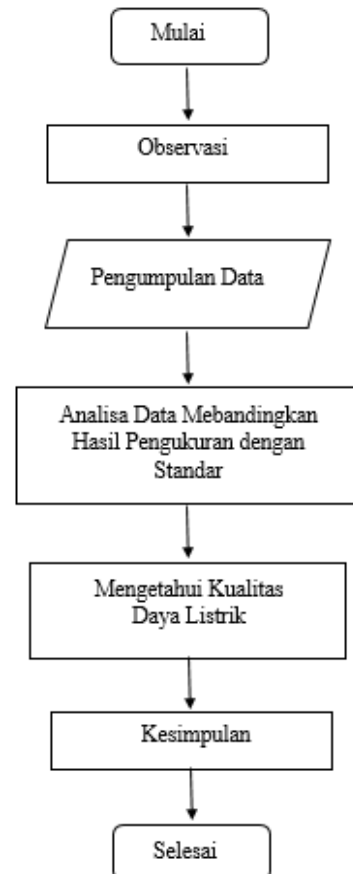 Mulai
Observasi
Pengumpulan Data
Analisa Data Mebandingkan
Hasil Pengukuran dengan
Standar
Mengetahui Kualitas
Daya Listrik
Kesimpulan
Selesai